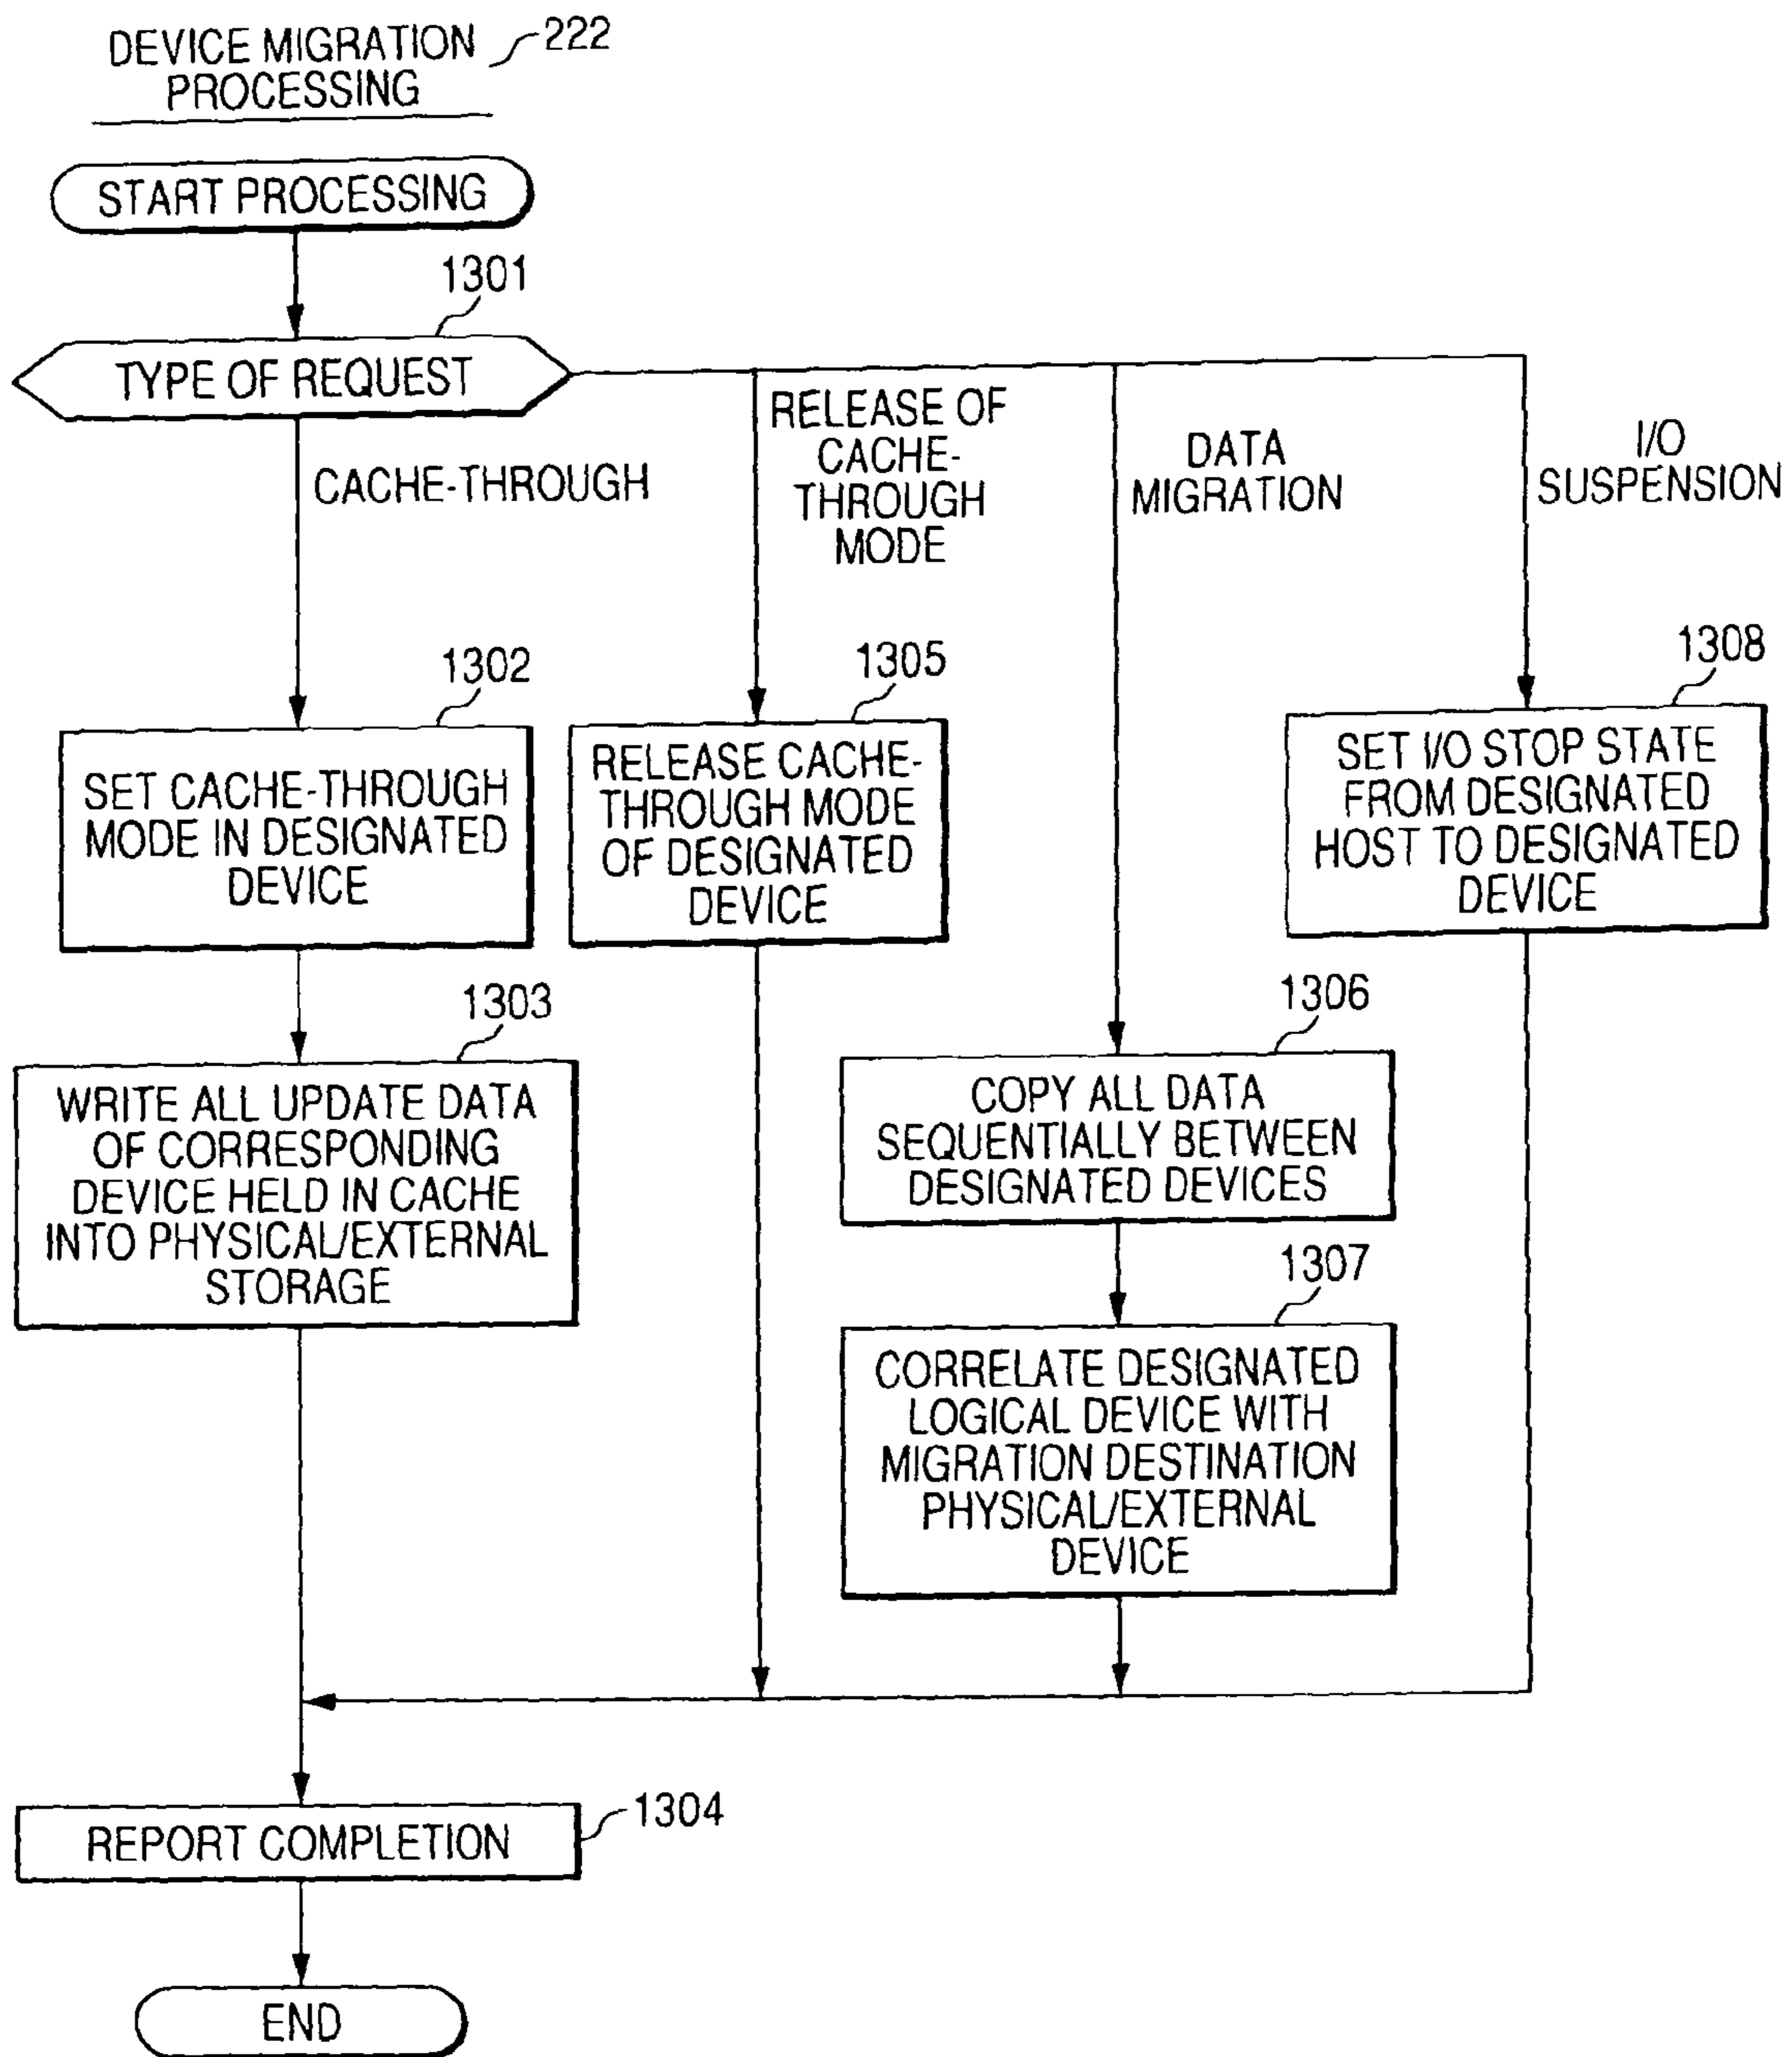 DEVICE MIGRATION
PROCESSING
222
START PROCESSING
1301
TYPE OF REQUEST
CACHE-THROUGH
RELEASE OF
CACHE-
THROUGH
MODE
DATA
MIGRATION
I/O
SUSPENSION
1302
SET CACHE-THROUGH
MODE IN DESIGNATED
DEVICE
1305
RELEASE CACHE-
THROUGH MODE
OF DESIGNATED
DEVICE
1308
SET I/O STOP STATE
FROM DESIGNATED
HOST TO DESIGNATED
DEVICE
1303
WRITE ALL UPDATE DATA
OF CORRESPONDING
DEVICE HELD IN CACHE
INTO PHYSICAL/EXTERNAL
STORAGE
1306
COPY ALL DATA
SEQUENTIALLY BETWEEN
DESIGNATED DEVICES
1307
CORRELATE DESIGNATED
LOGICAL DEVICE WITH
MIGRATION DESTINATION
PHYSICAL/EXTERNAL
DEVICE
REPORT COMPLETION
1304
END